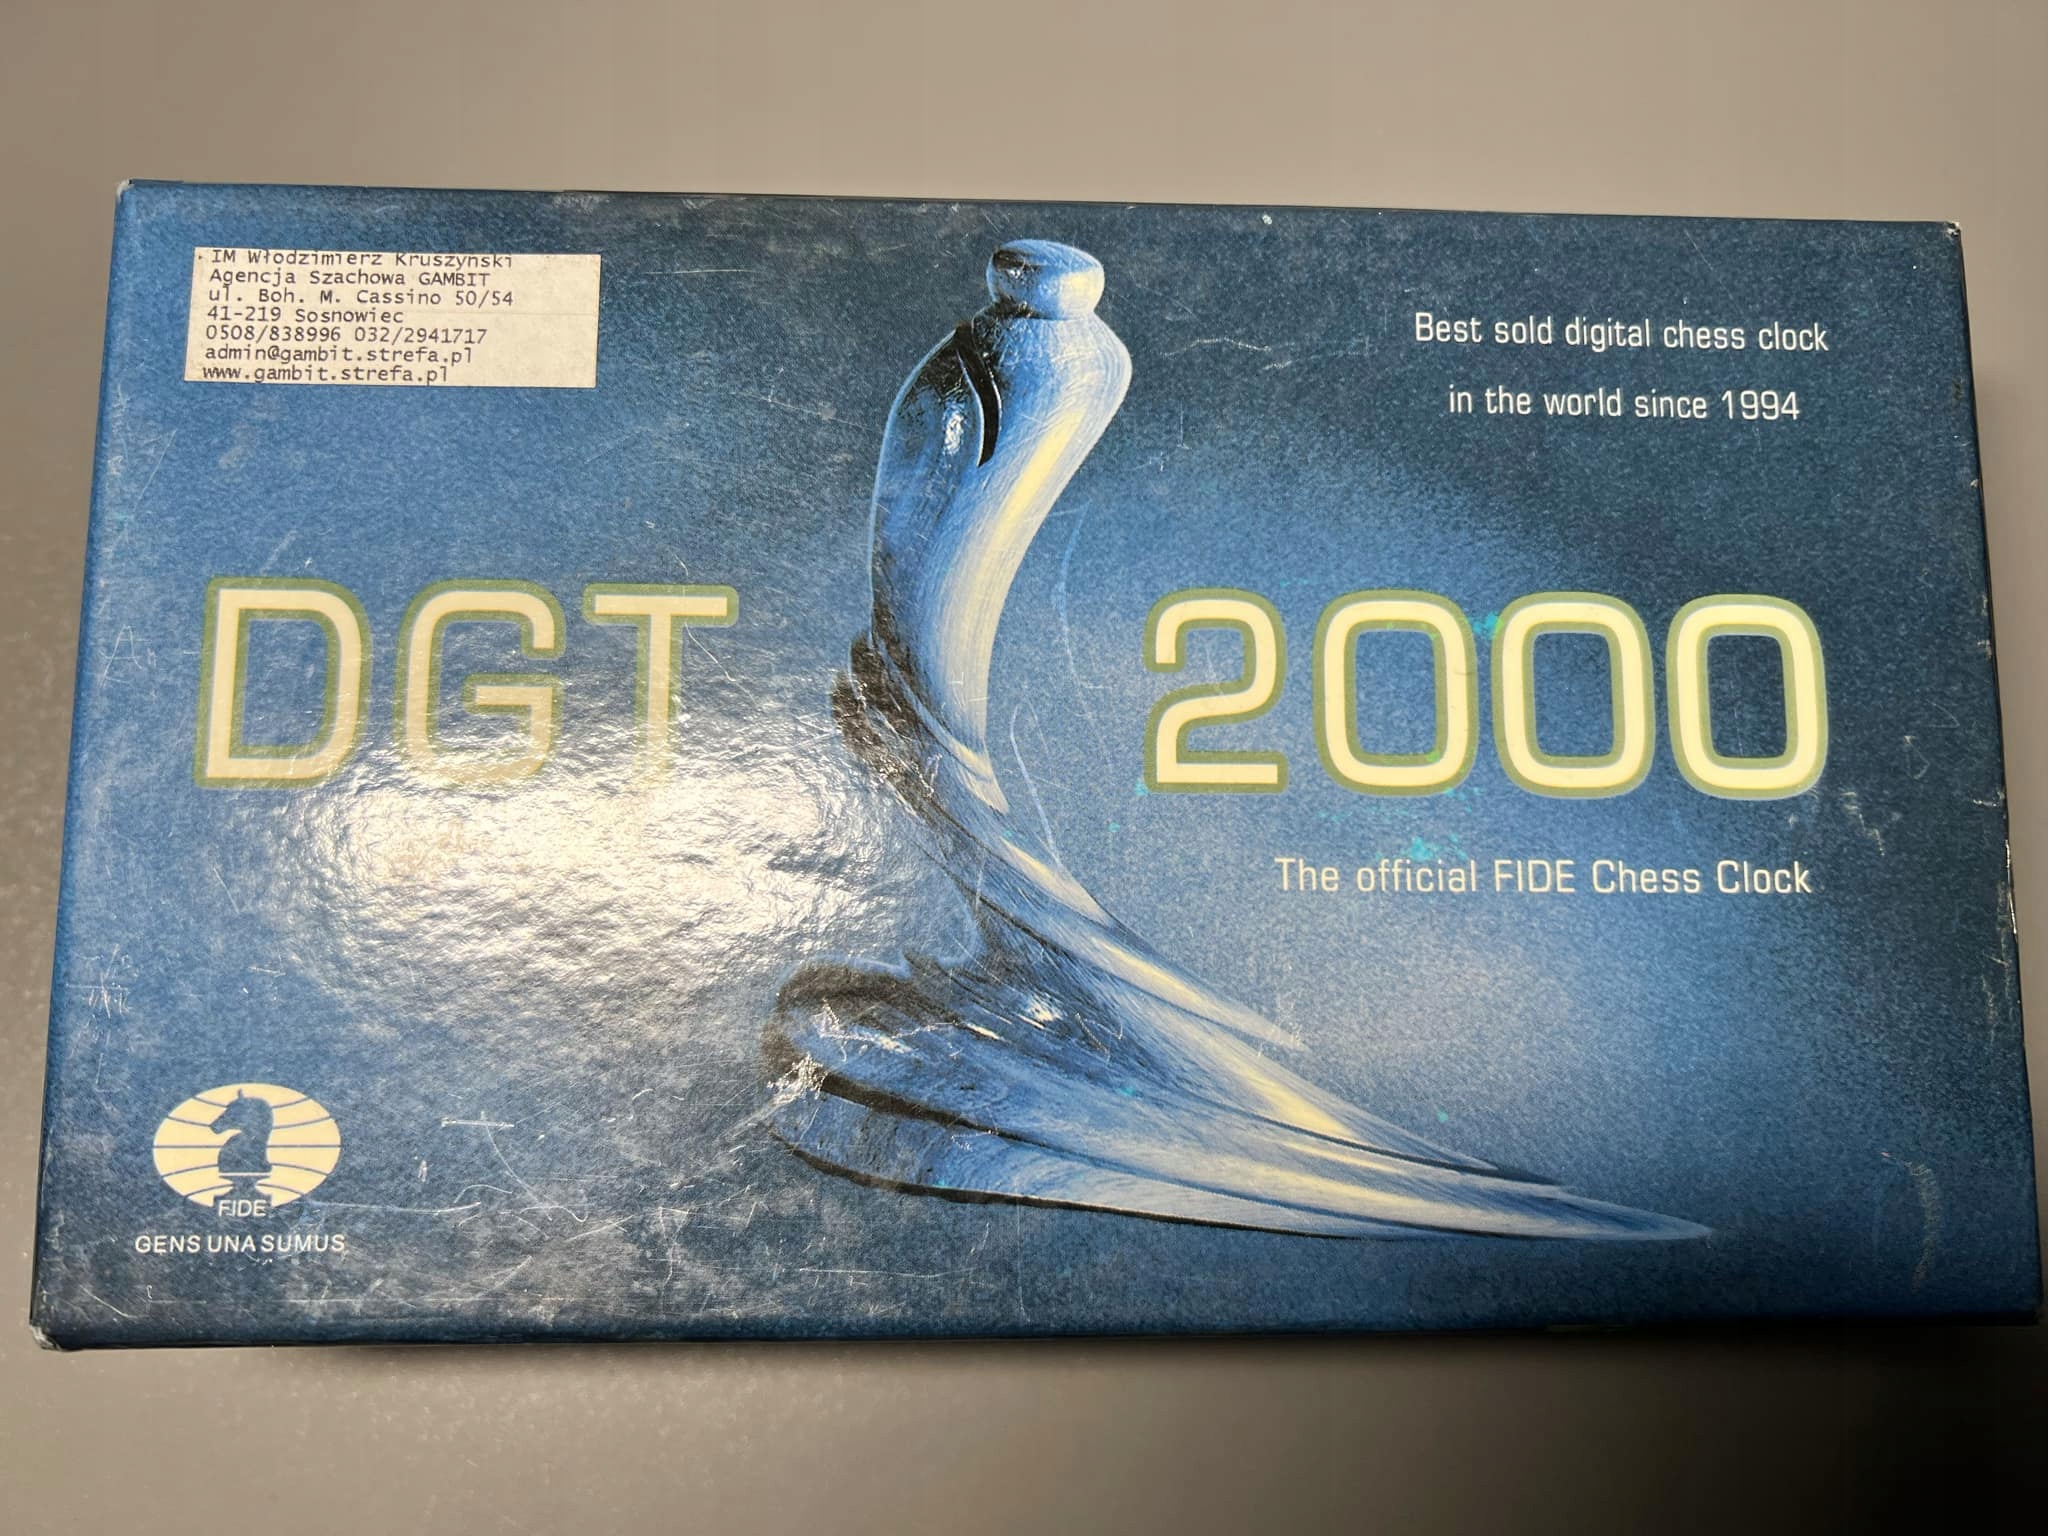 IM Włodzimierz Kruszyński
Agencja Szachowa GAMBIT
ul. Boh. M. Cassino 50/54
41-219 Sosnowiec
0508/838996 032/2941717
admin@gambit.strefa.pl
www.gambit.strefa.pl
Best sold digital chess clock
in the world since 1994
DGT 2000
The official FIDE Chess Clock
FIDE
GENS UNA SUMUS